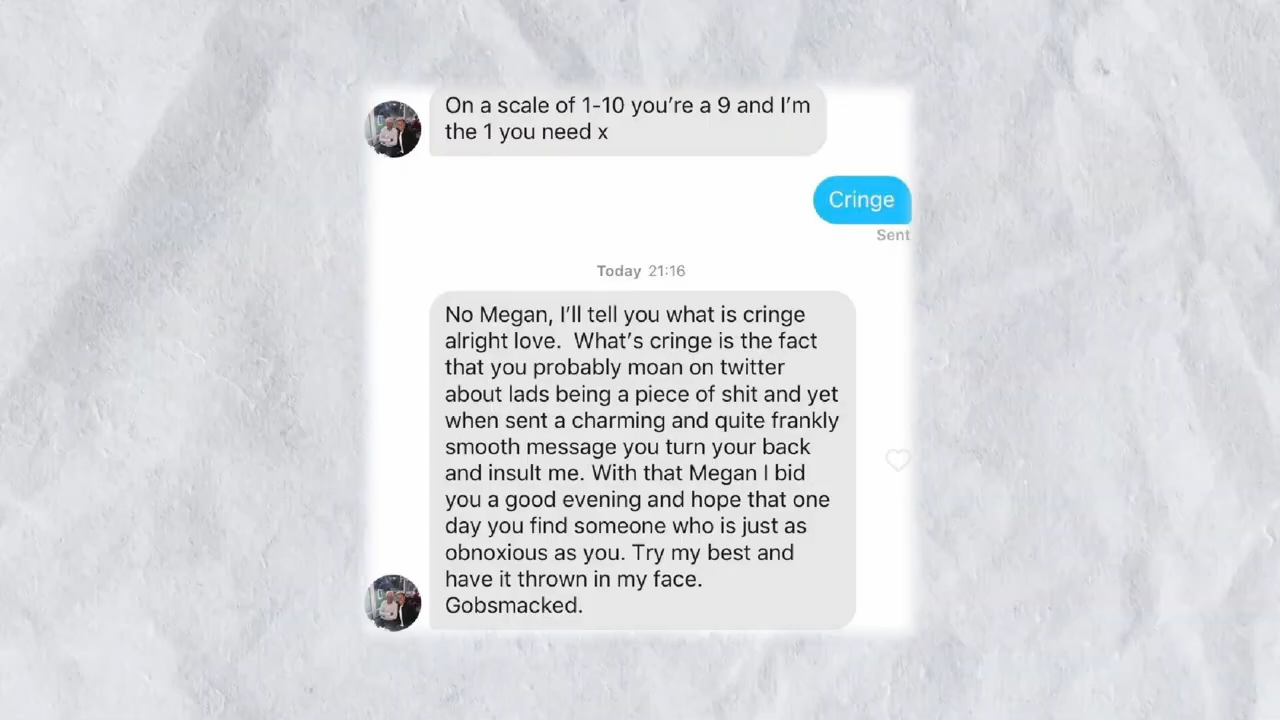 On a scale of 1-10 you're a 9 and I'm
the 1 you need x
Cringe
Sent
Today 21:16
No Megan, I'll tell you what is cringe
alright love.  What's cringe is the fact
that you probably moan on twitter
about lads being a piece of shit and yet
when sent a charming and quite frankly
smooth message you turn your back
and insult me. With that Megan I bid
you a good evening and hope that one
day you find someone who is just as
obnoxious as you. Try my best and
have it thrown in my face.
Gobsmacked.